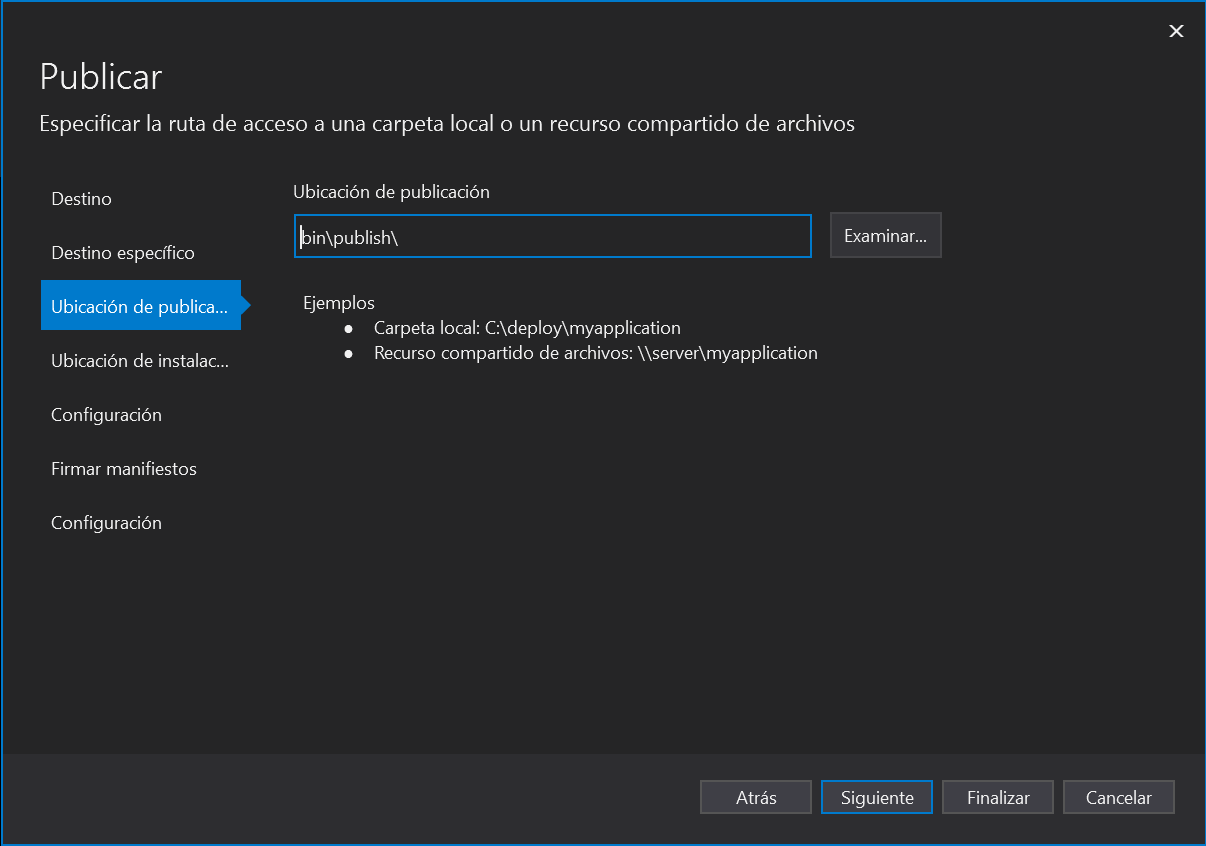 Publicar
Especificar la ruta de acceso a una carpeta local o un recurso compartido de archivos
Destino
Destino específico
Ubicación de publica...
Ubicación de instalac...
Configuración
Firmar manifiestos
Configuración
Ubicación de publicación
bin\publish\
Examinar...
Ejemplos
● Carpeta local: C:\deploy\myapplication
● Recurso compartido de archivos: \\server\myapplication
Atrás
Siguiente
Finalizar
Cancelar